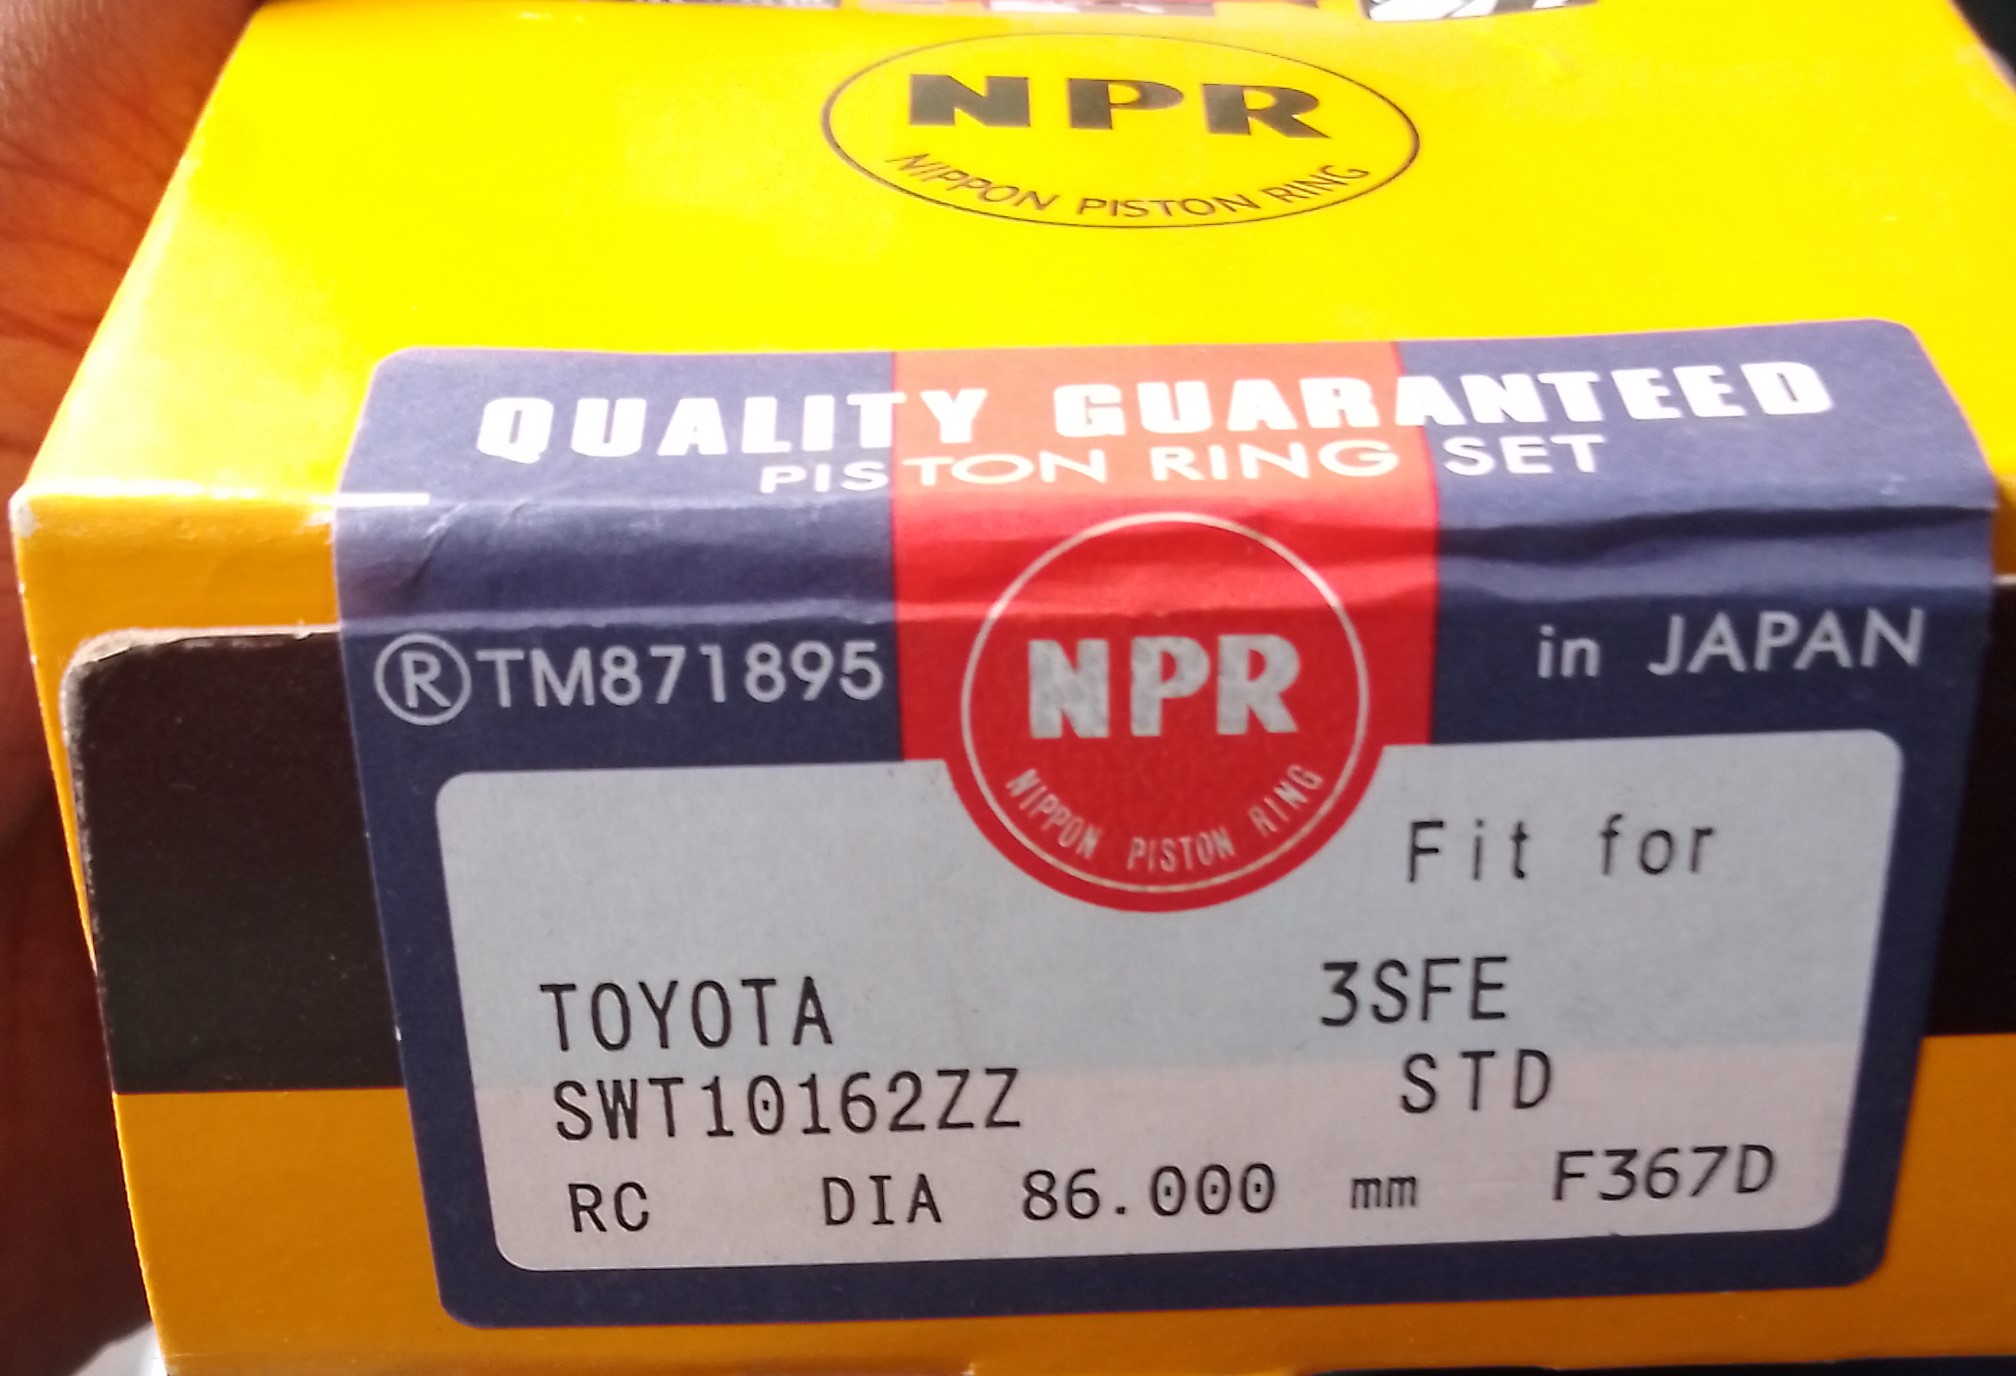 NPR
NIPPON PISTON RING
QUALITY GUARANTEED
PISTON RING SET
®TM871895
in JAPAN
NPR
NIPPON PISTON RING
Fit for
TOYOTA 3SFE
SWT10162ZZ STD
RC DIA 86.000 mm F367D